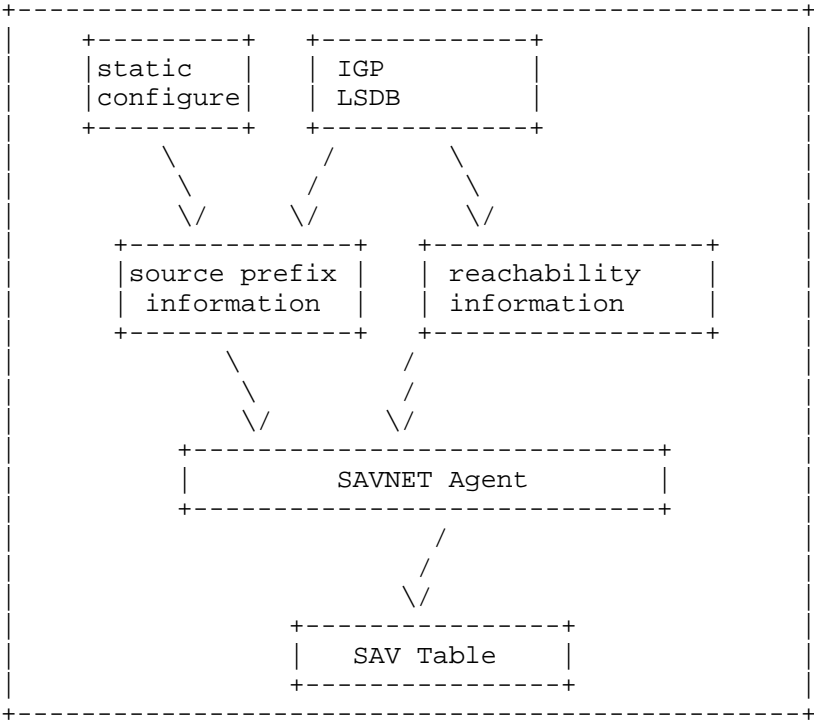 static
configure
IGP
LSDB
source prefix
information
reachability
information
SAVNET Agent
SAV Table